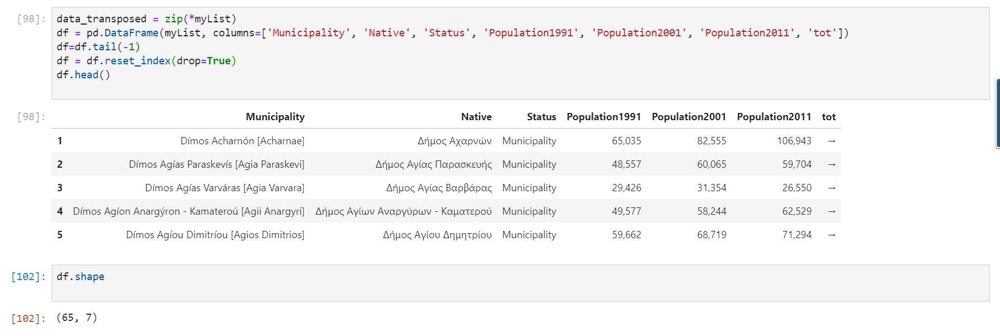 [98]:
data_transposed = zip(*myList)
df = pd.DataFrame(myList, columns=['Municipality', 'Native', 'Status', 'Population1991', 'Population2001', 'Population2011', 'tot'])
df=df.tail(-1)
df = df.reset_index(drop=True)
df.head()
[98]:
Municipality Native Status Population1991 Population2001 Population2011 tot
1 Dímos Acharnón [Acharnae] Δήμος Αχαρνών Municipality 65,035 82,555 106,943 →
2 Dímos Agías Paraskevís [Agia Paraskevi] Δήμος Αγίας Παρασκευής Municipality 48,557 60,065 59,704 →
3 Dímos Agías Varváras [Agia Varvara] Δήμος Αγίας Βαρβάρας Municipality 29,426 31,354 26,550 →
4 Dímos Agíon Anargýron - Kamateroú [Agii Anargyri] Δήμος Αγίων Αναργύρων - Καματερού Municipality 49,577 58,244 62,529 →
5 Dímos Agíou Dimitríou [Agios Dimitrios] Δήμος Αγίου Δημητρίου Municipality 59,662 68,719 71,294 →
[102]:
df.shape
[102]:
(65, 7)